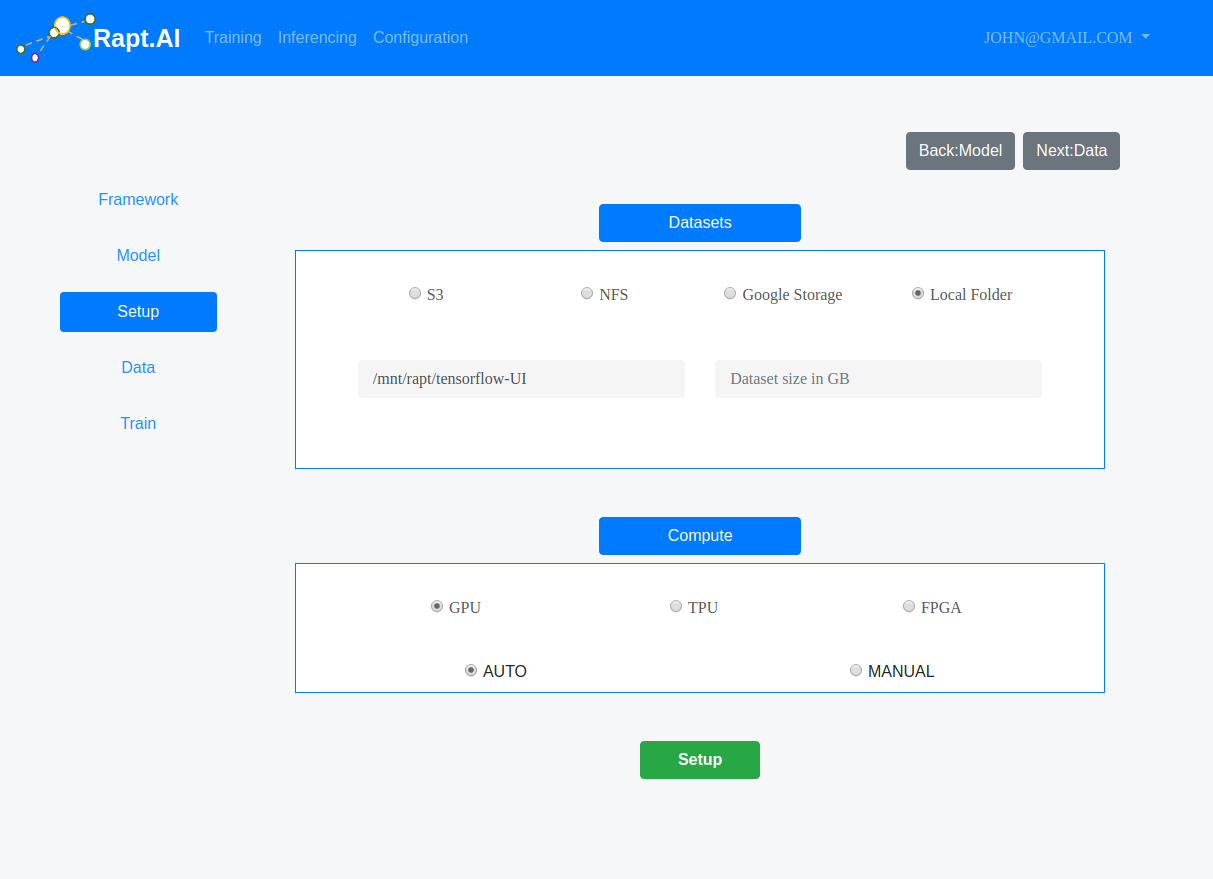 Rapt.AI Training Inferencing Configuration JOHN@GMAIL.COM
Back:Model Next:Data
Framework
Model
Setup
Data
Train
Datasets
S3 NFS Google Storage Local Folder
/mnt/rapt/tensorflow-UI Dataset size in GB
Compute
GPU TPU FPGA
AUTO MANUAL
Setup